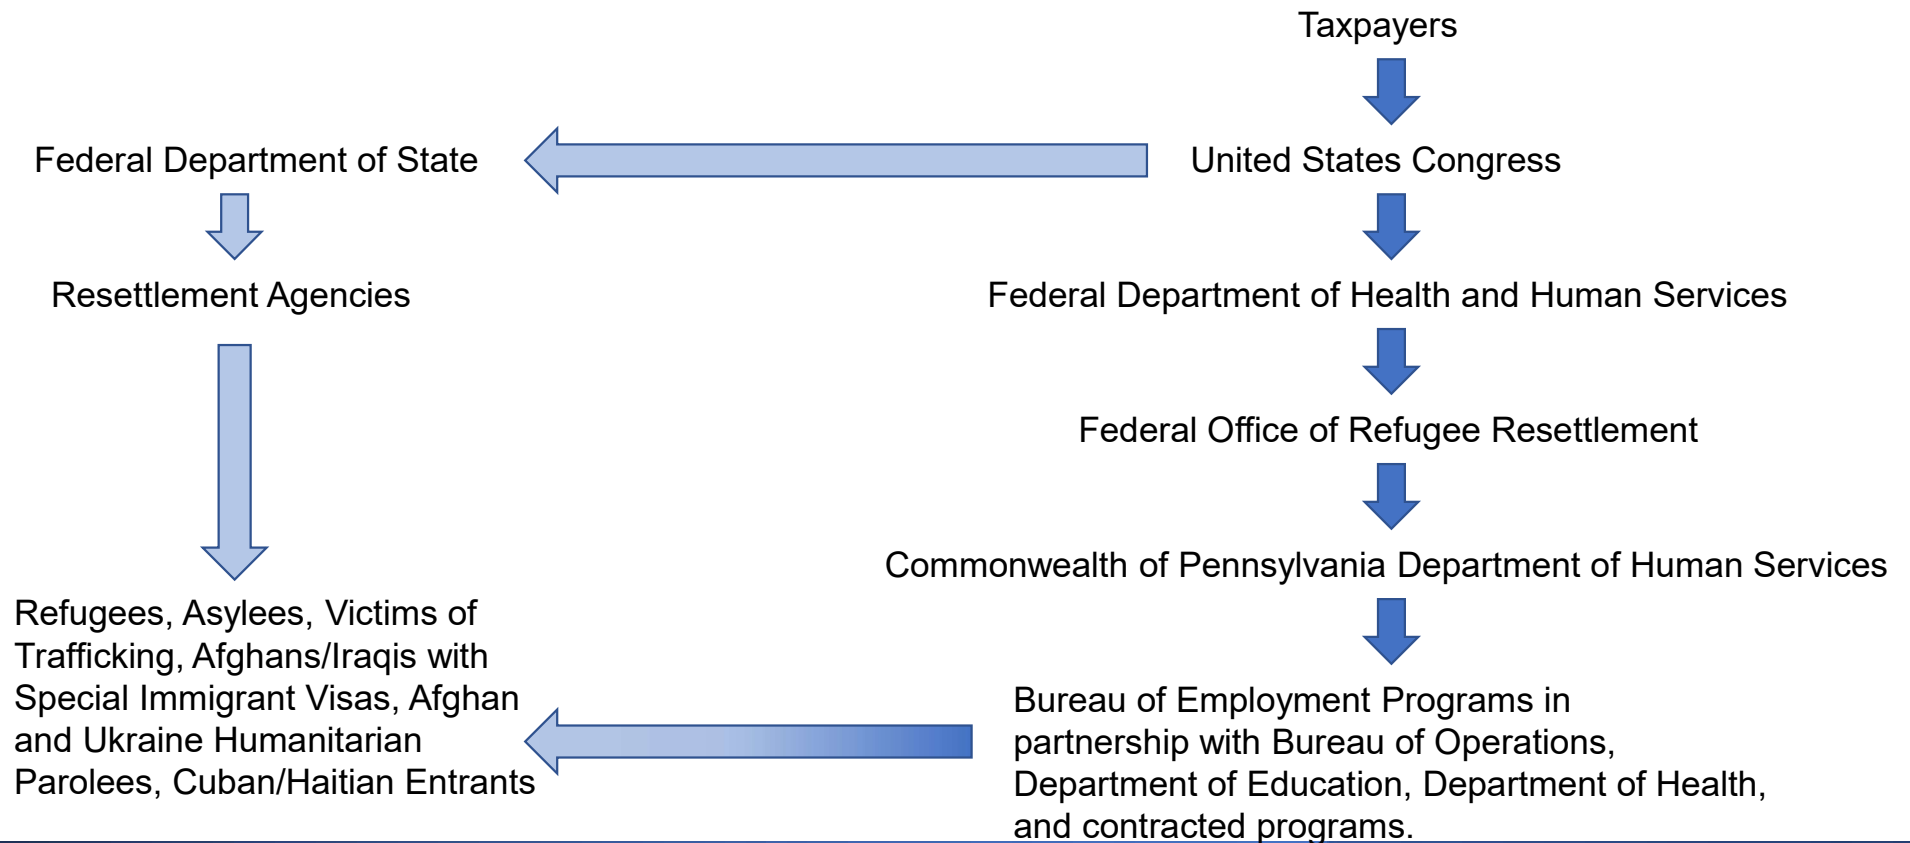 Taxpayers
Federal Department of State
United States Congress
Resettlement Agencies
Federal Department of Health and Human Services
Federal Office of Refugee Resettlement
Commonwealth of Pennsylvania Department of Human Services
Refugees, Asylees, Victims of
Trafficking, Afghans/Iraqis with
Special Immigrant Visas, Afghan
and Ukraine Humanitarian
Parolees, Cuban/Haitian Entrants
Bureau of Employment Programs in
partnership with Bureau of Operations,
Department of Education, Department of Health,
and contracted programs.